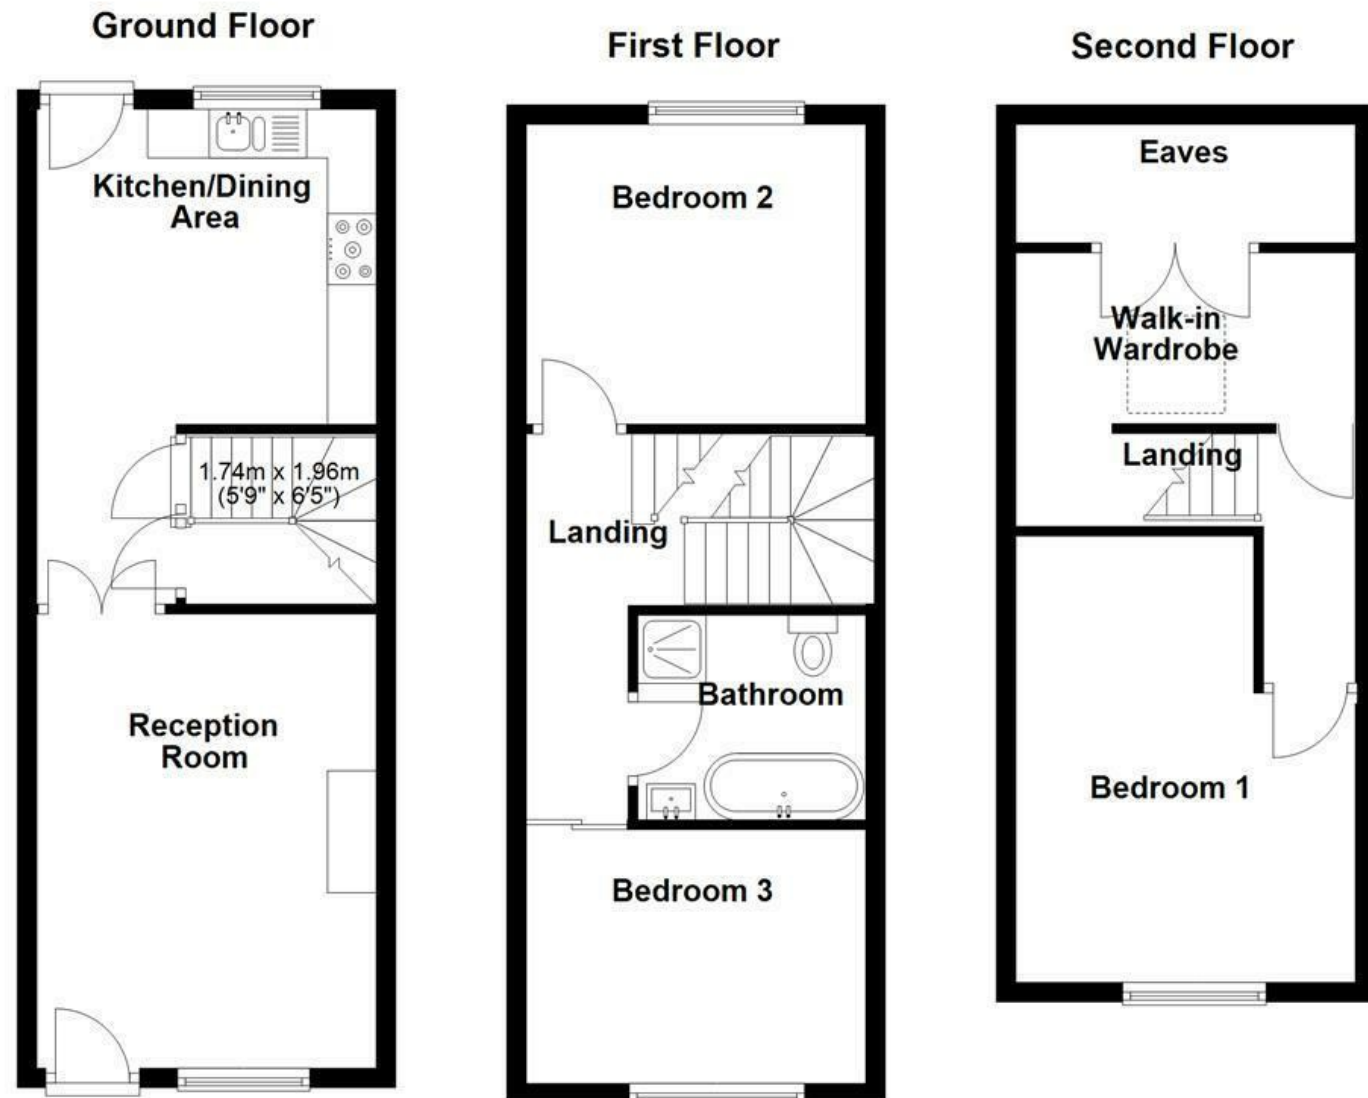 Ground Floor
Kitchen/Dining
Area
1.74m x 1.96m
(5'9" x 6'5")
Reception
Room
First Floor
Bedroom 2
Landing
Bathroom
Bedroom 3
Second Floor
Eaves
Walk-in
Wardrobe
Landing
Bedroom 1